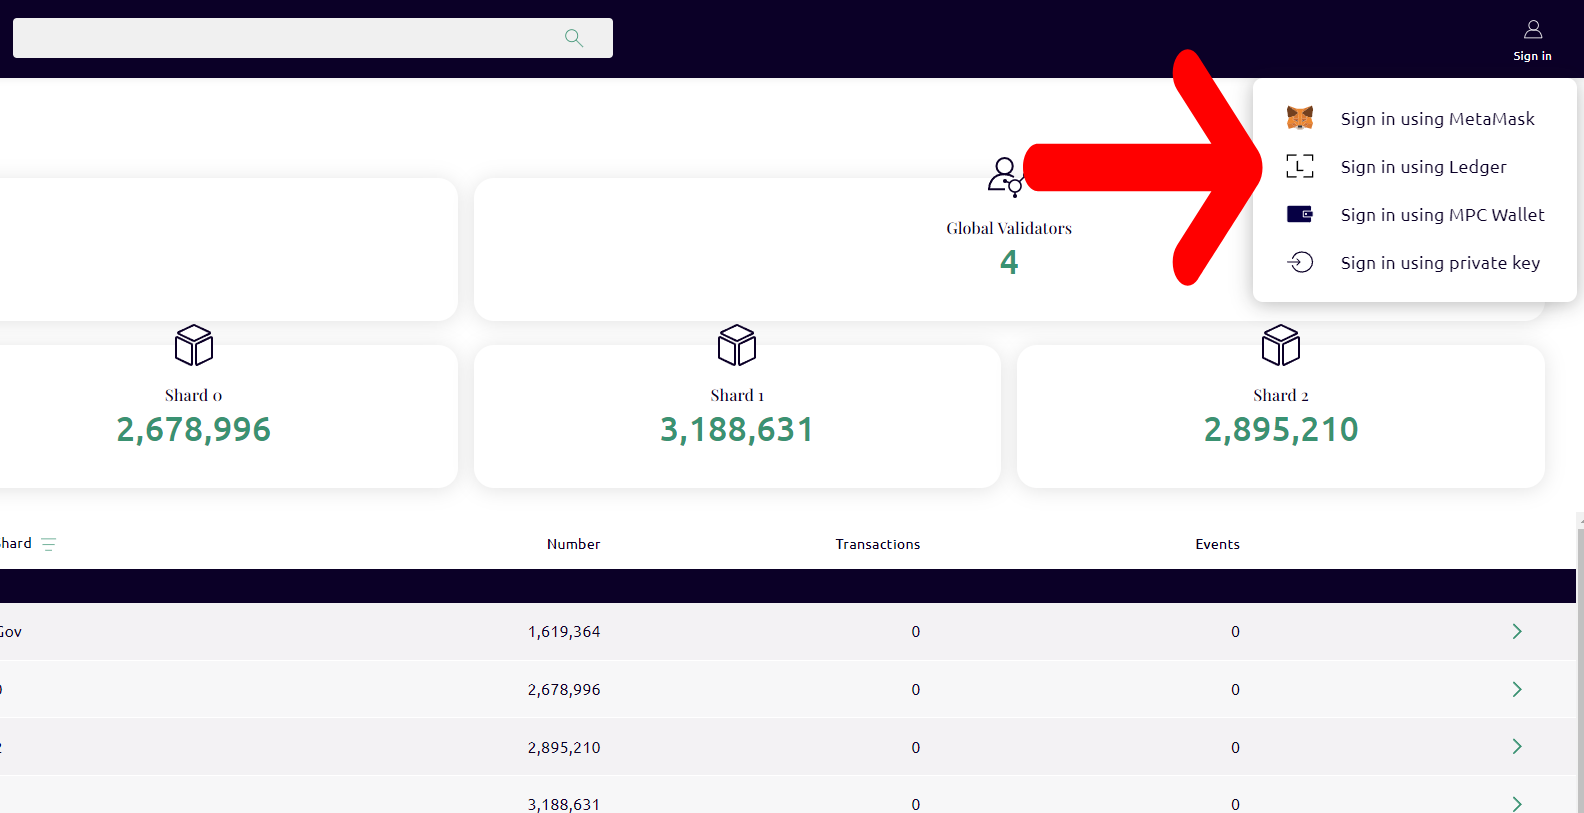 Sign in
Sign in using MetaMask
Sign in using Ledger
Sign in using MPC Wallet
Sign in using private key
Global Validators
4
Shard 0
2,678,996
Shard 1
3,188,631
Shard 2
2,895,210
hard Number Transactions Events
Gov 1,619,364 0 0
0 2,678,996 0 0
2 2,895,210 0 0
3,188,631 0 0